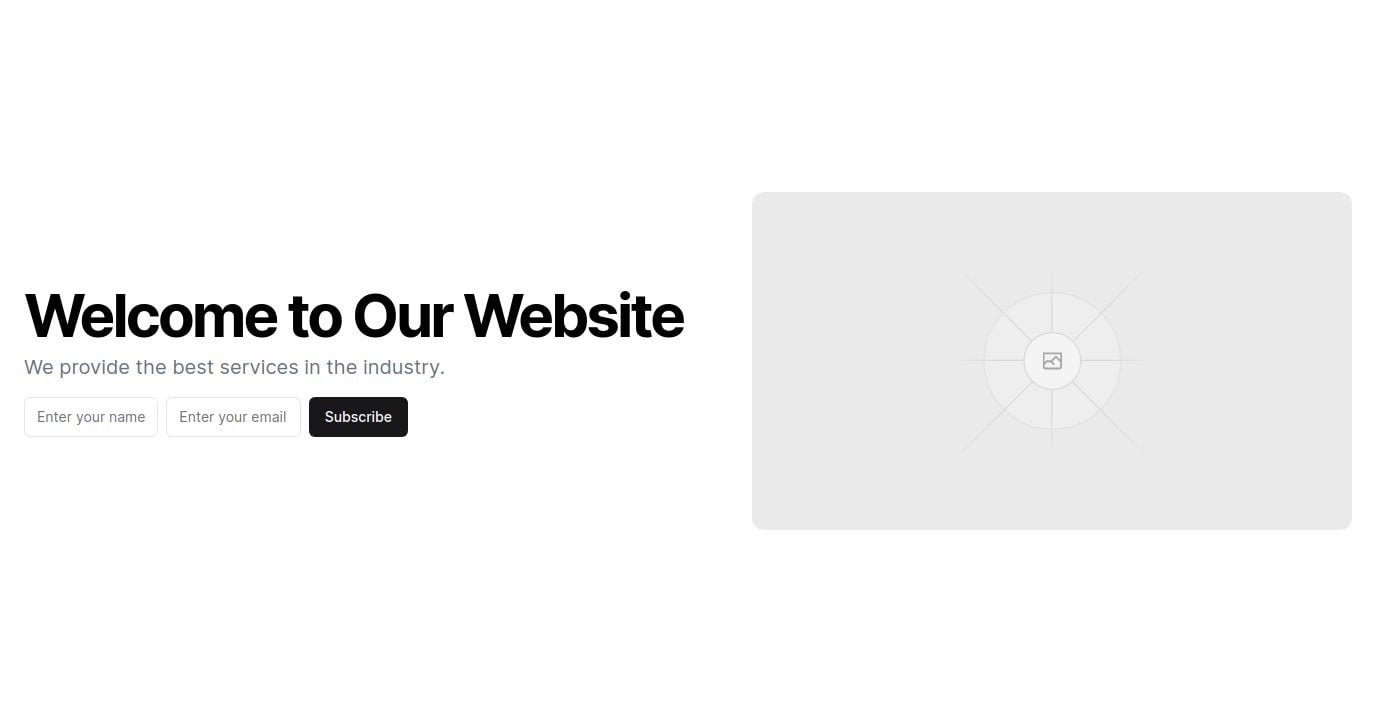 Welcome to Our Website
We provide the best services in the industry.
Enter your name
Enter your email
Subscribe